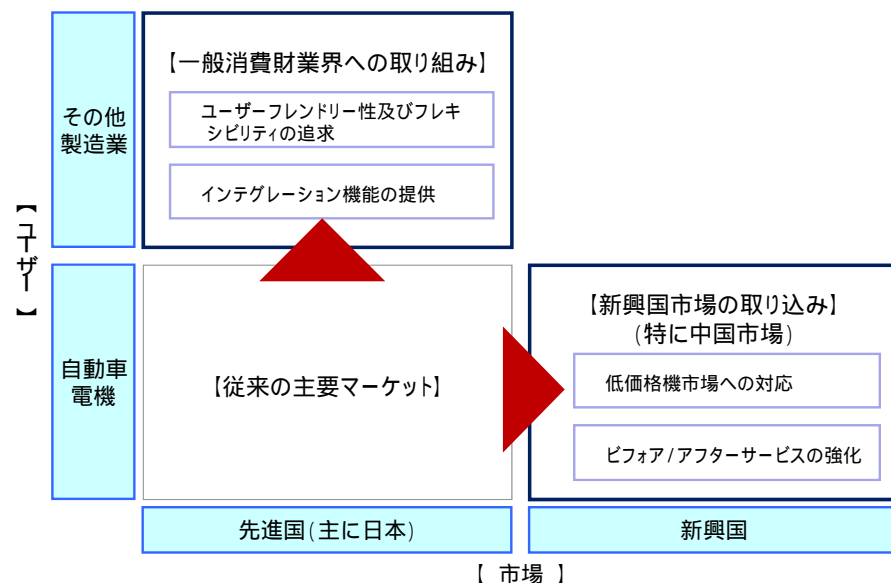 【一般消費財業界への取り組み】
ユーザーフレンドリー性及びフレキ
シビリティの追求
インテグレーション機能の提供
その他
製造業
【ユーザー】
自動車
電機
【従来の主要マーケット】
【新興国市場の取り込み】
(特に中国市場)
低価格機市場への対応
ビフォア/アフターサービスの強化
先進国(主に日本)
新興国
【 市場 】